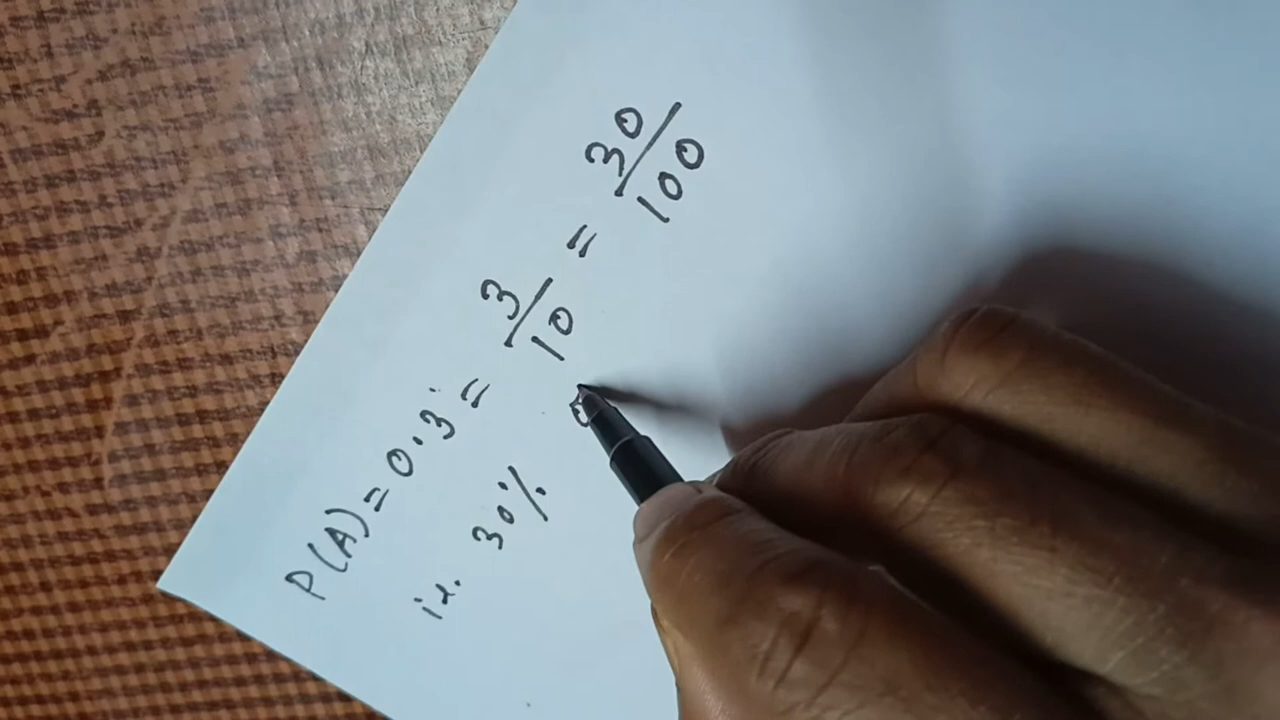 P(A) = 0.3 = 3/10 = 30/100
i.e. 30%